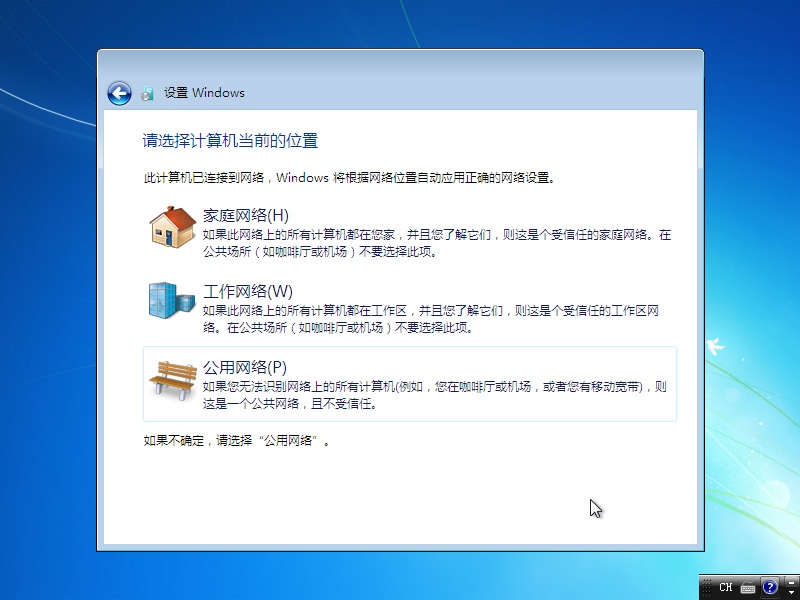 设置 Windows
请选择计算机当前的位置
此计算机已连接到网络，Windows 将根据网络位置自动应用正确的网络设置。
家庭网络(H)
如果此网络上的所有计算机都在您家，并且您了解它们，则这是个受信任的家庭网络。在
公共场所（如咖啡厅或机场）不要选择此项。
工作网络(W)
如果此网络上的所有计算机都在工作区，并且您了解它们，则这是个受信任的工作区网
络。在公共场所（如咖啡厅或机场）不要选择此项。
公用网络(P)
如果您无法识别网络上的所有计算机(例如，您在咖啡厅或机场，或者您有移动宽带)，则
这是一个公共网络，且不受信任。
如果不确定，请选择“公用网络”。
CH